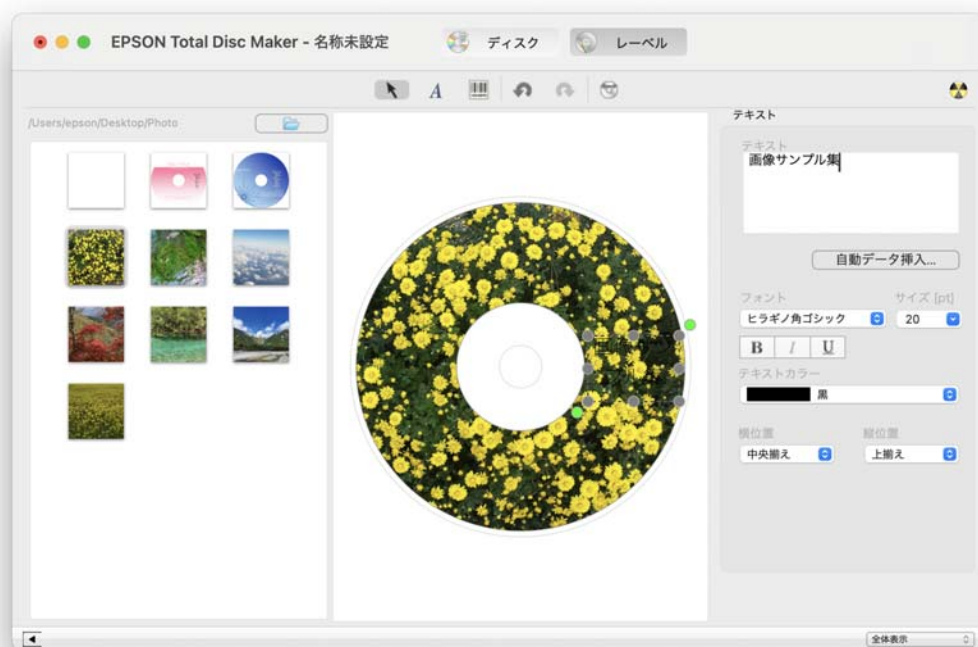 EPSON Total Disc Maker - 名称未設定
ディスク
レーベル
A
/Users/epson/Desktop/Photo
テキスト
テキスト
画像サンプル集
自動データ挿入...
フォント
サイズ [pt]
ヒラギノ角ゴシック
20
B I U
テキストカラー
黒
横位置
縦位置
中央揃え
上揃え
全体表示